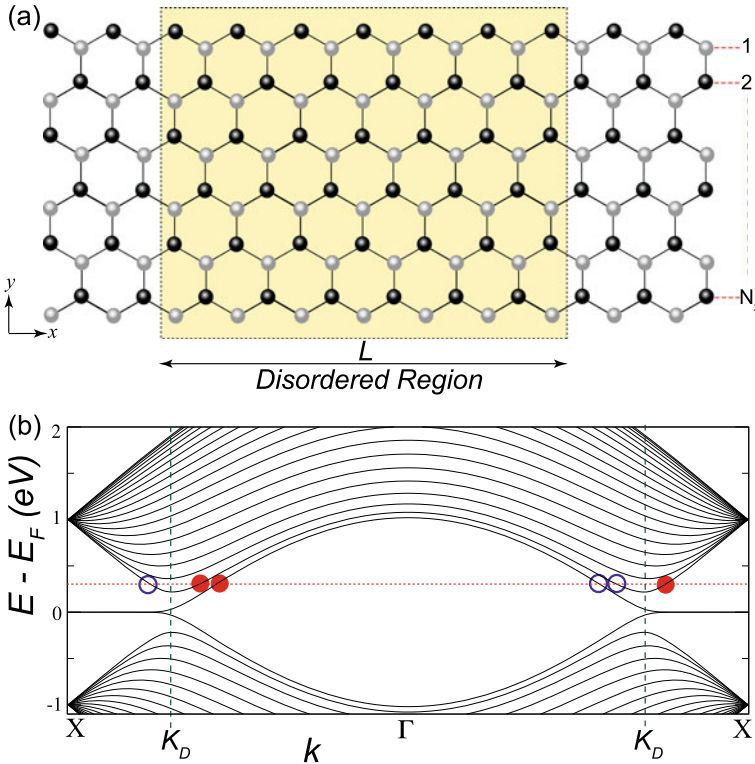 (a)
1
2
N
y
x
L
Disordered Region
(b)
E - E_F (eV)
2
1
0
-1
X
K_D
k
Γ
K_D
X